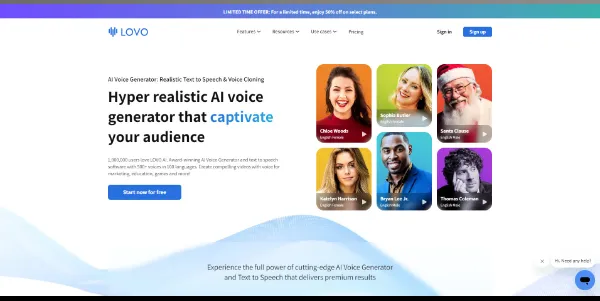 LIMITED TIME OFFER: For a limited time, enjoy 50% off on select plans.
LOVO
Features
Resources
Use cases
Pricing
Sign in
Sign up
AI Voice Generator: Realistic Text to Speech & Voice Cloning
Hyper realistic AI voice
generator that captivate
your audience
LOVO AI. Award-winning AI Voice Generator and text to
speech software with 500+ voices in 100 languages. Create compelling videos with voice for
marketing, education, games and more!
Start now for free
Chloe Woods
English Female
Sophia Butler
English Female
Santa Clause
English Male
Katelyn Harrison
English Female
Bryan Lee Jr.
English Male
Thomas Coleman
English Male
Experience the full power of cutting-edge AI Voice Generator
and Text to Speech that delivers premium results
Hi. Need any help?